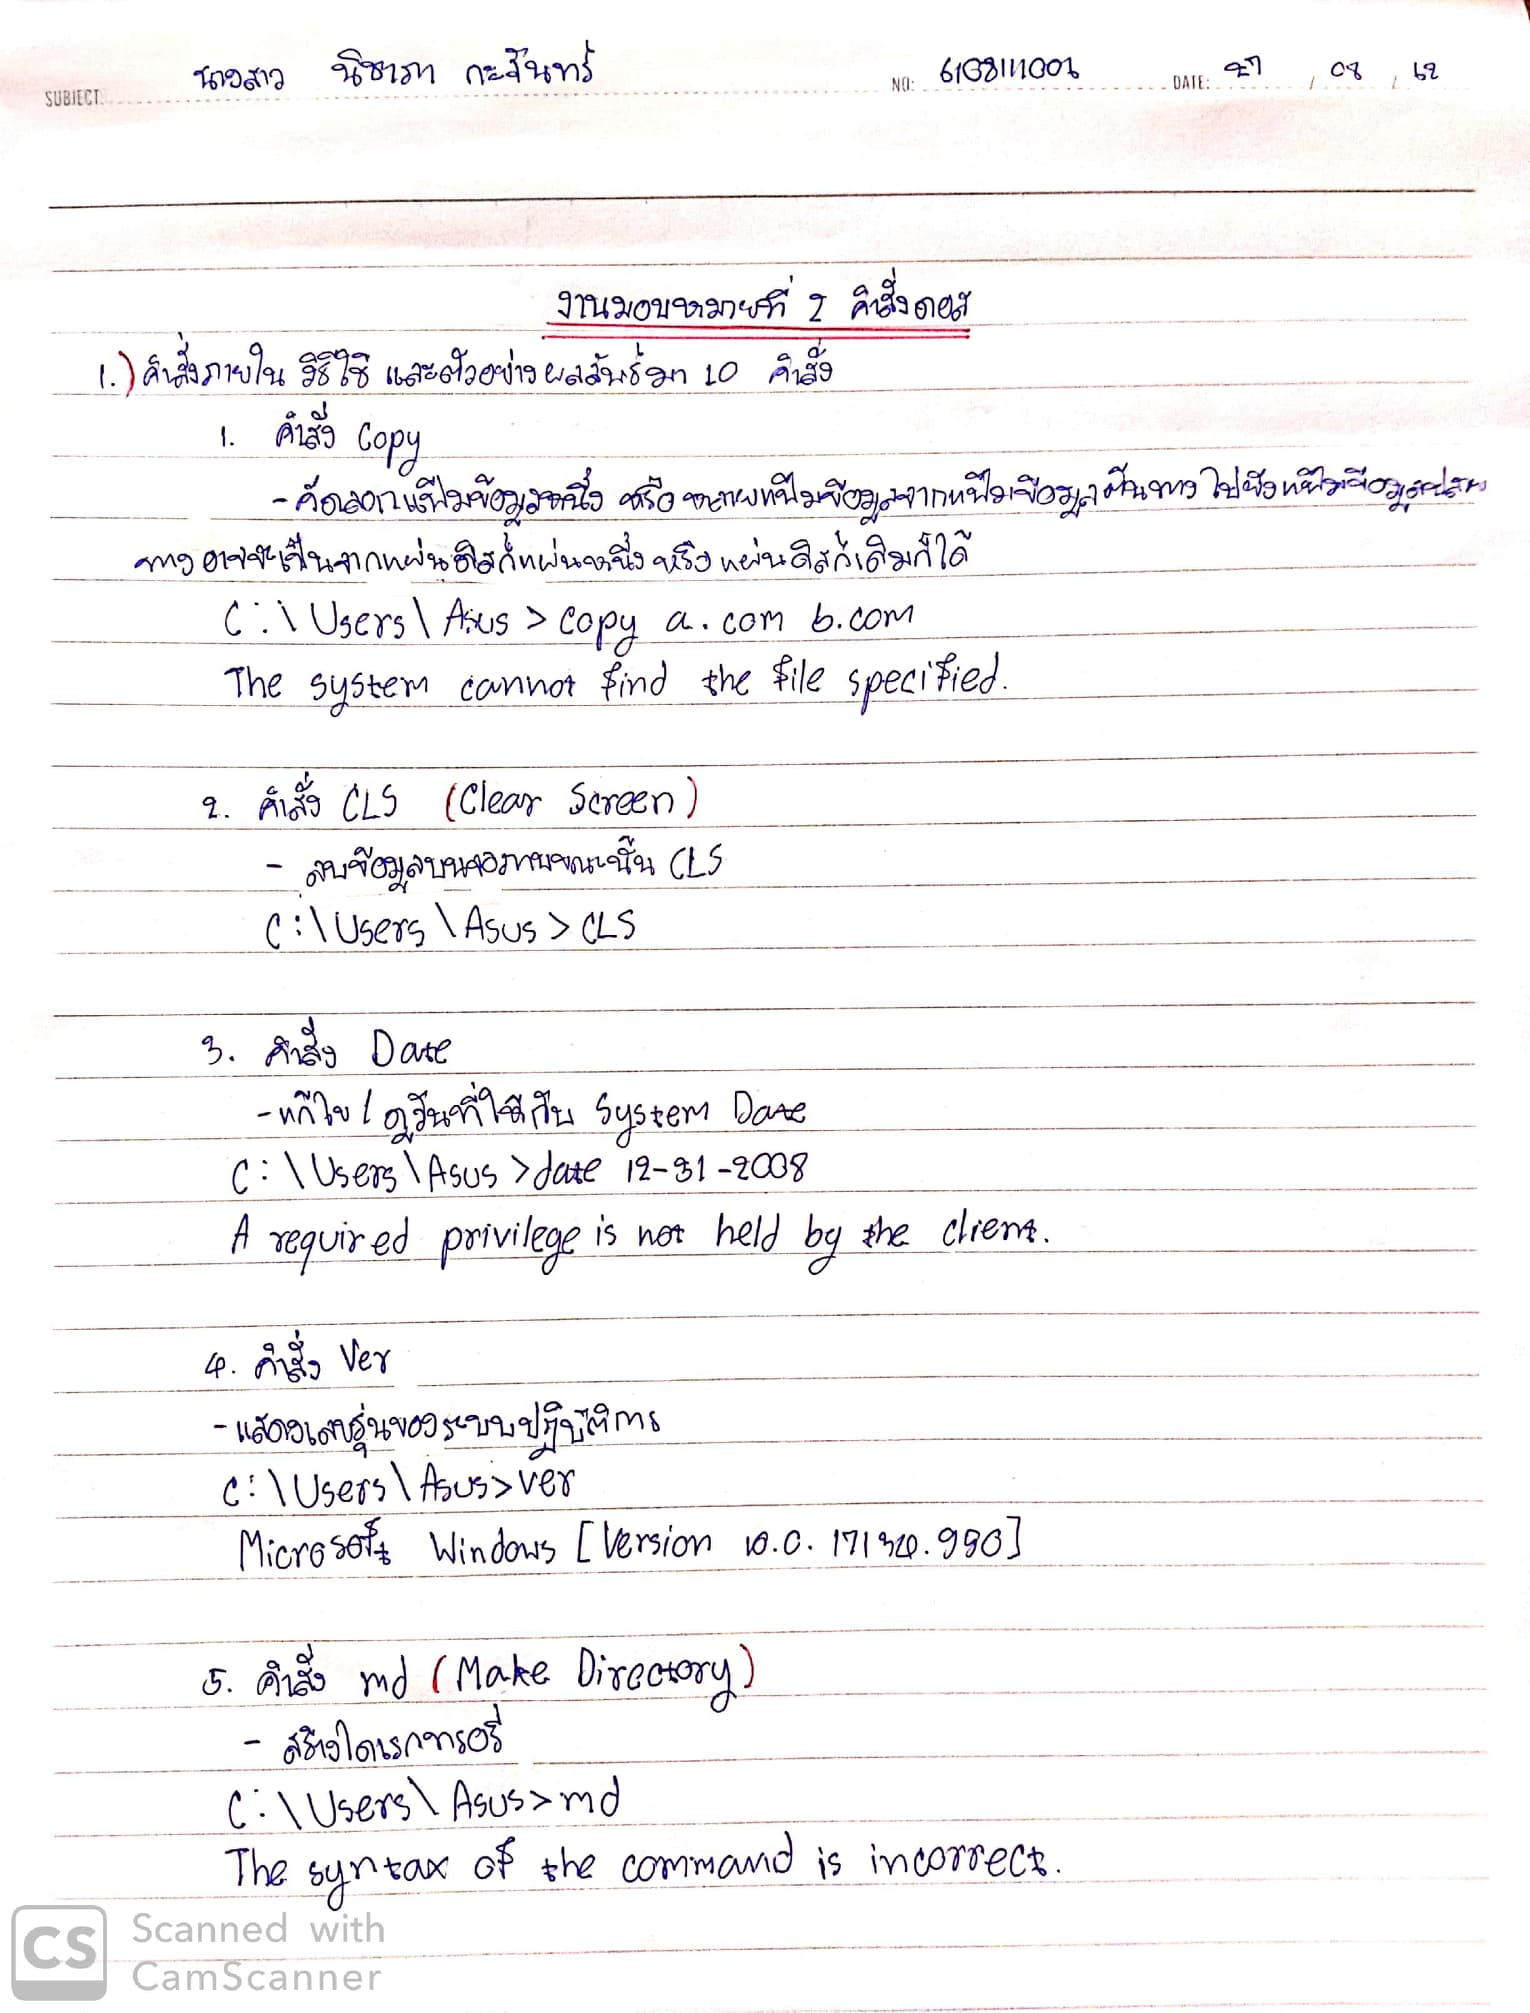 SUBJECT: นางสาว นิชาภา กะจันทร์ NO: 6108111006 DATE: 27 / 08 / 62
งานมอบหมายที่ 2 คำสั่งดอส
1.) คำสั่งภายใน วิธีใช้ และตัวอย่างผลลัพธ์มา 10 คำสั่ง
1. คำสั่ง Copy
- คัดลอกแฟ้มข้อมูลหนึ่ง หรือ หลายแฟ้มข้อมูลจากแฟ้มข้อมูลต้นทาง ไปยังแฟ้มข้อมูลปลาย
ทาง อาจจะเป็นจากแผ่นดิสก์แผ่นหนึ่ง หรือ แผ่นดิสก์เดิมก็ได้
C:\Users\Asus>copy a.com b.com
The system cannot find the file specified.
2. คำสั่ง CLS (Clear Screen)
- ลบข้อมูลบนจอภาพขณะนั้น CLS
C:\Users\Asus>CLS
3. คำสั่ง Date
- แก้ไข / ดูวันที่ให้กับ System Date
C:\Users\Asus>date 12-31-2008
A required privilege is not held by the client.
4. คำสั่ง Ver
- แสดงเลขรุ่นของระบบปฏิบัติการ
C:\Users\Asus>ver
Microsoft Windows [Version 10.0.17134.950]
5. คำสั่ง md (Make Directory)
- สร้างไดเรกทอรี่
C:\Users\Asus>md
The syntax of the command is incorrect.
CS Scanned with
CamScanner